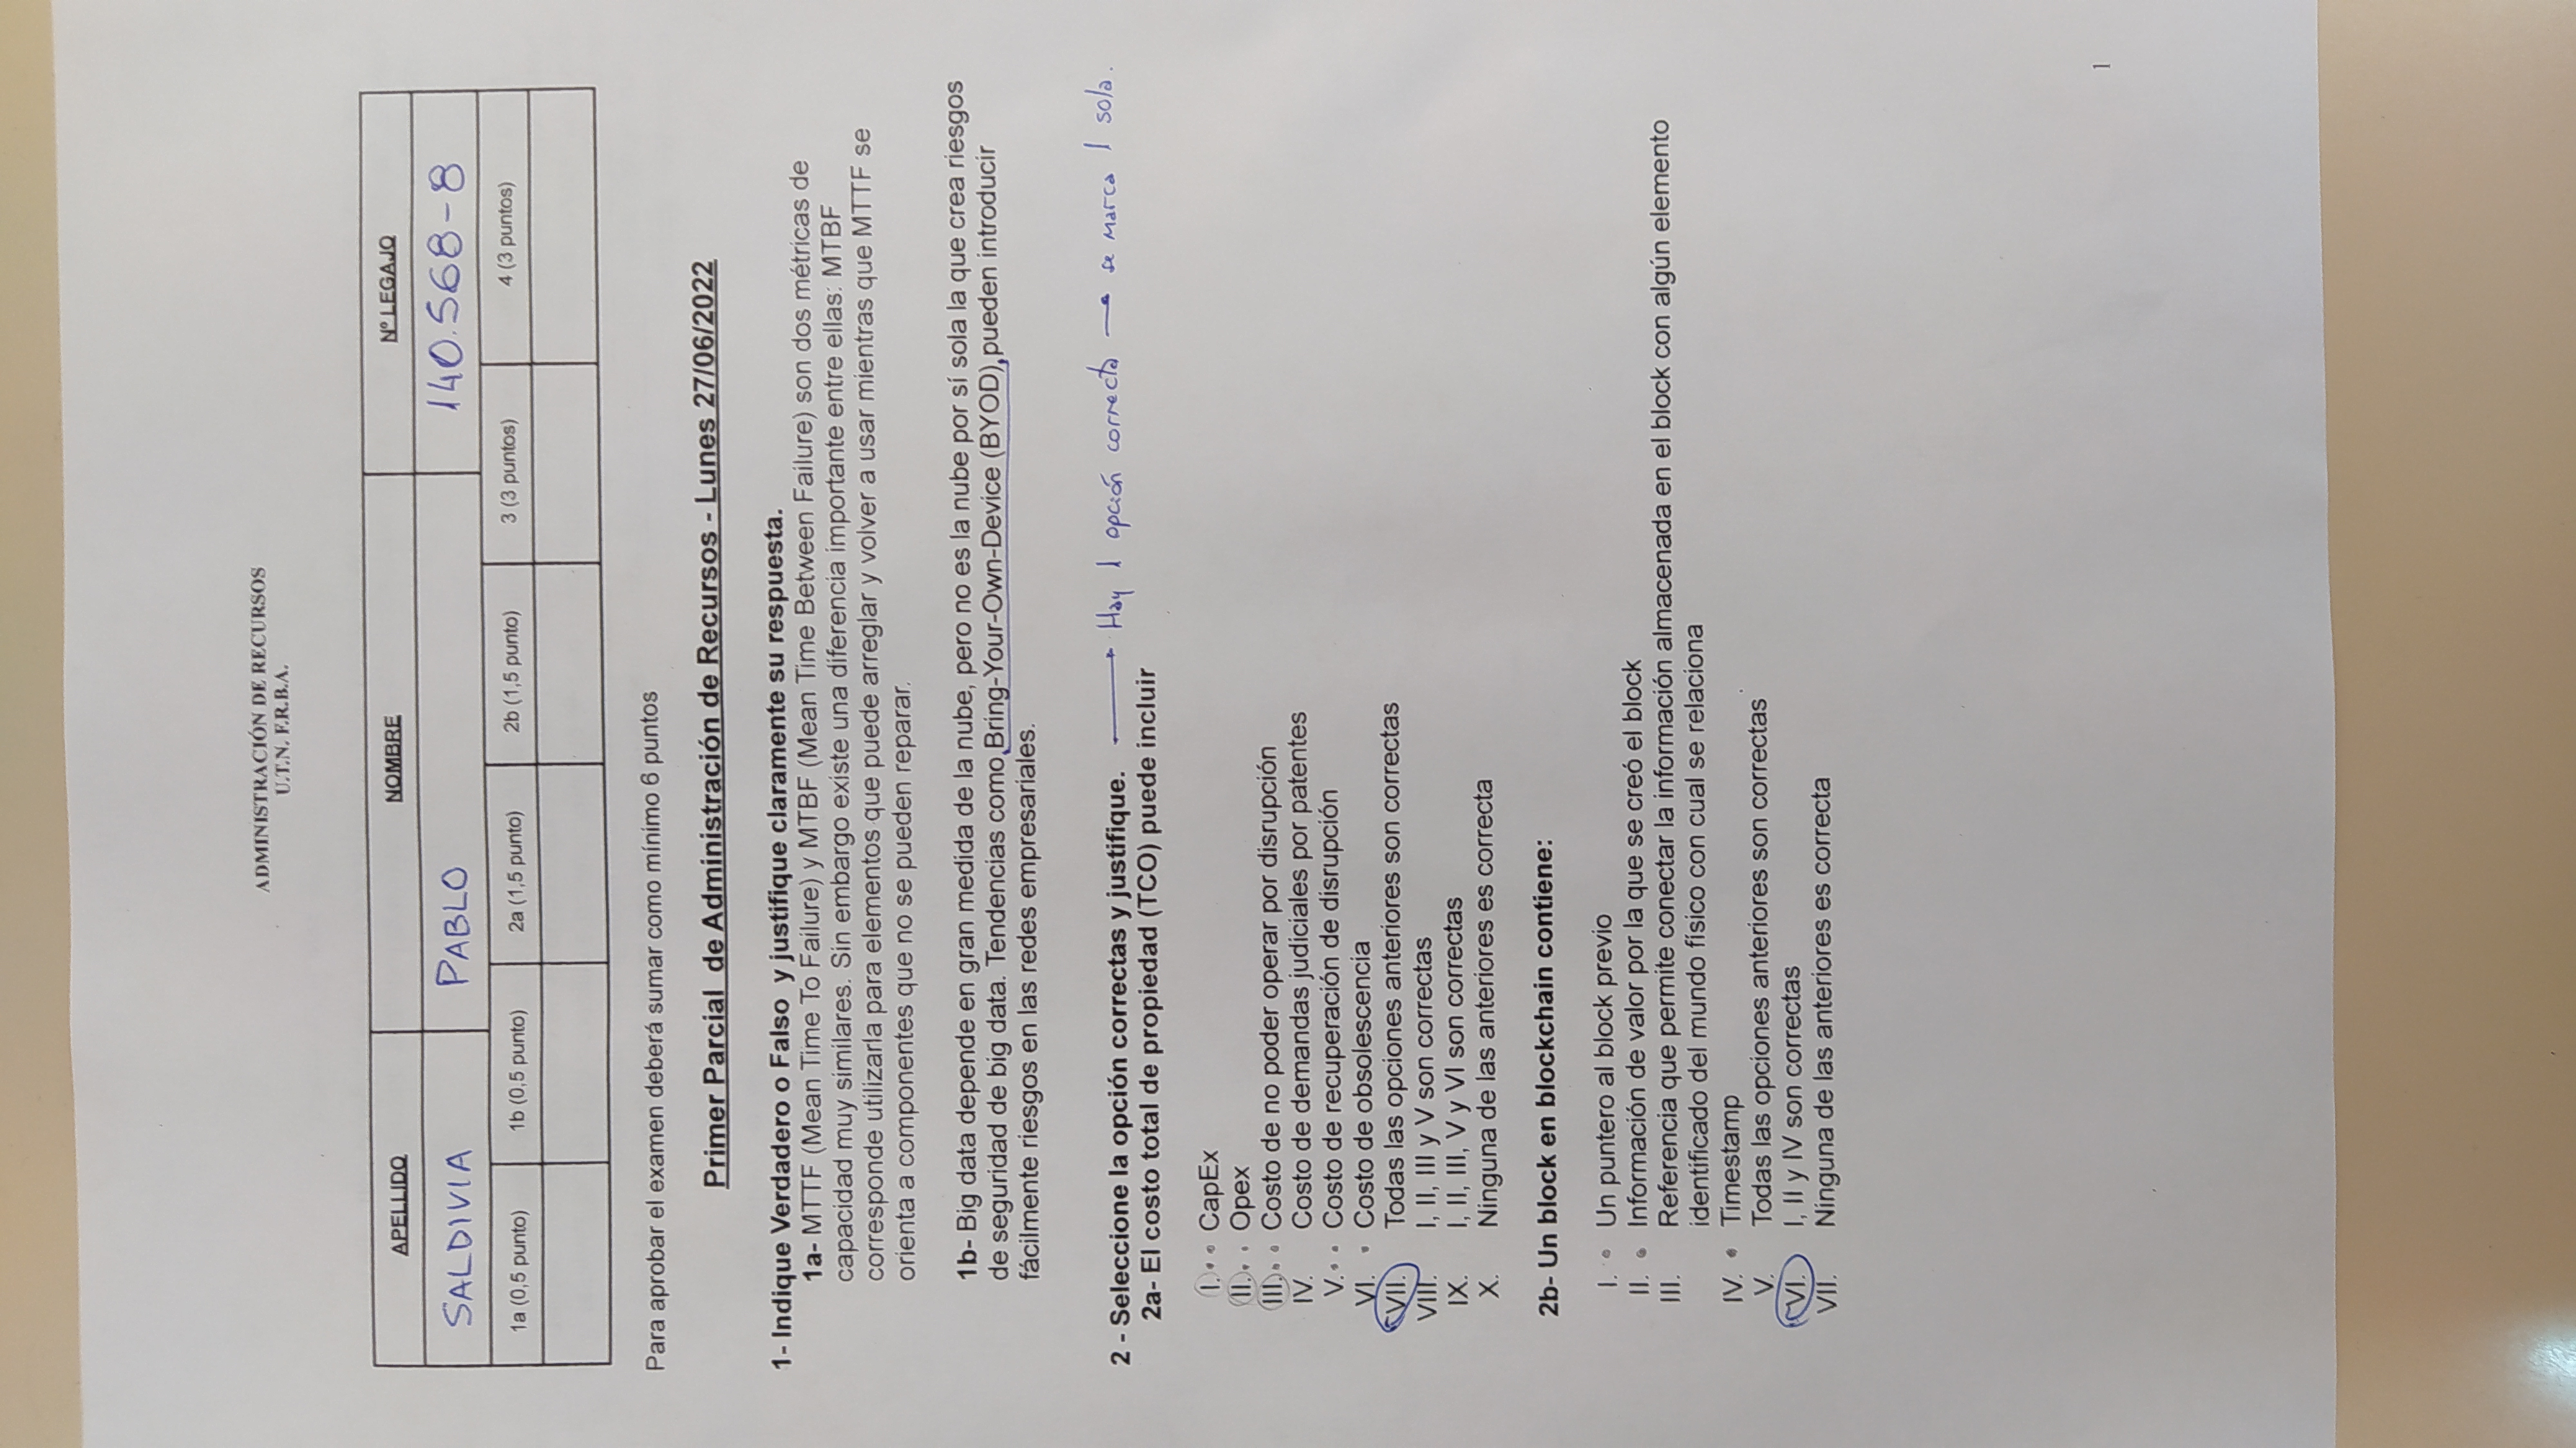 ADMINISTRACIÓN DE RECURSOS
U.T.N. F.R.B.A.
APELLIDO NOMBRE Nº LEGAJO
SALDIVIA PABLO 140.568-8
1a (0,5 punto) 1b (0,5 punto) 2a (1,5 punto) 2b (1,5 punto) 3 (3 puntos) 4 (3 puntos)
Para aprobar el examen deberá sumar como mínimo 6 puntos
Primer Parcial de Administración de Recursos - Lunes 27/06/2022
1- Indique Verdadero o Falso y justifique claramente su respuesta.
1a- MTTF (Mean Time To Failure) y MTBF (Mean Time Between Failure) son dos métricas de
capacidad muy similares. Sin embargo existe una diferencia importante entre ellas: MTBF
corresponde utilizarla para elementos que puede arreglar y volver a usar mientras que MTTF se
orienta a componentes que no se pueden reparar.
1b- Big data depende en gran medida de la nube, pero no es la nube por sí sola la que crea riesgos
de seguridad de big data. Tendencias como Bring-Your-Own-Device (BYOD), pueden introducir
fácilmente riesgos en las redes empresariales.
2 - Seleccione la opción correctas y justifique. → Hay 1 opción correcta → se marca 1 sola.
2a- El costo total de propiedad (TCO) puede incluir
I. CapEx
II. Opex
III. Costo de no poder operar por disrupción
IV. Costo de demandas judiciales por patentes
V. Costo de recuperación de disrupción
VI. Costo de obsolescencia
VII. Todas las opciones anteriores son correctas
VIII. I, II, III y V son correctas
IX. I, II, III, V y VI son correctas
X. Ninguna de las anteriores es correcta
2b- Un block en blockchain contiene:
I. Un puntero al block previo
II. Información de valor por la que se creó el block
III. Referencia que permite conectar la información almacenada en el block con algún elemento
identificado del mundo físico con cual se relaciona
IV. Timestamp
V. Todas las opciones anteriores son correctas
VI. I, II y IV son correctas
VII. Ninguna de las anteriores es correcta
1